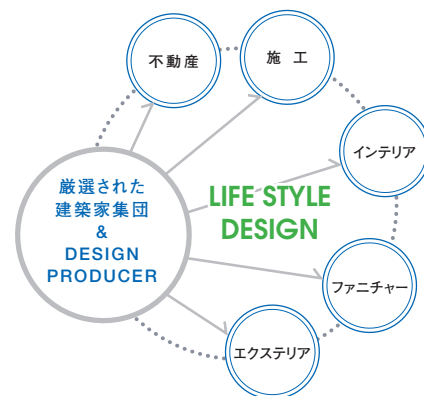 不動産
施工
インテリア
厳選された
建築家集団
&
DESIGN
PRODUCER
LIFE STYLE
DESIGN
ファニチャー
エクステリア